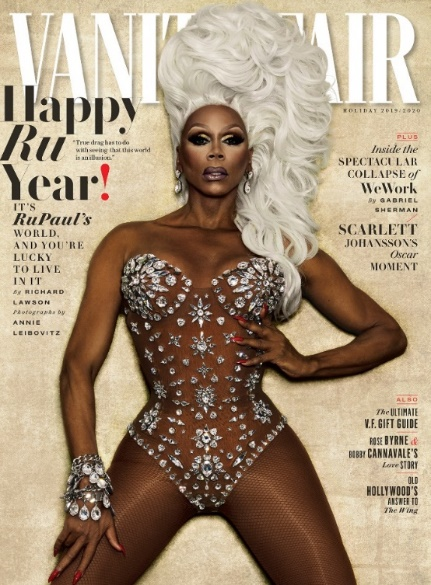 VANITY FAIR
HOLIDAY 2019/2020
Happy
Ru
Year!
"True drag has to do
with seeing that this world
is an illusion."
IT'S
RuPaul's
WORLD,
AND YOU'RE
LUCKY
TO LIVE
IN IT
By RICHARD
LAWSON
Photographs by
ANNIE
LEIBOVITZ
PLUS
Inside the
SPECTACULAR
COLLAPSE of
WeWork
By GABRIEL
SHERMAN
SCARLETT
JOHANSSON'S
Oscar
MOMENT
ALSO
The ULTIMATE
V.F. GIFT GUIDE
ROSE BYRNE &
BOBBY CANNAVALE'S
Love STORY
OLD
HOLLYWOOD'S
ANSWER TO
The Wing